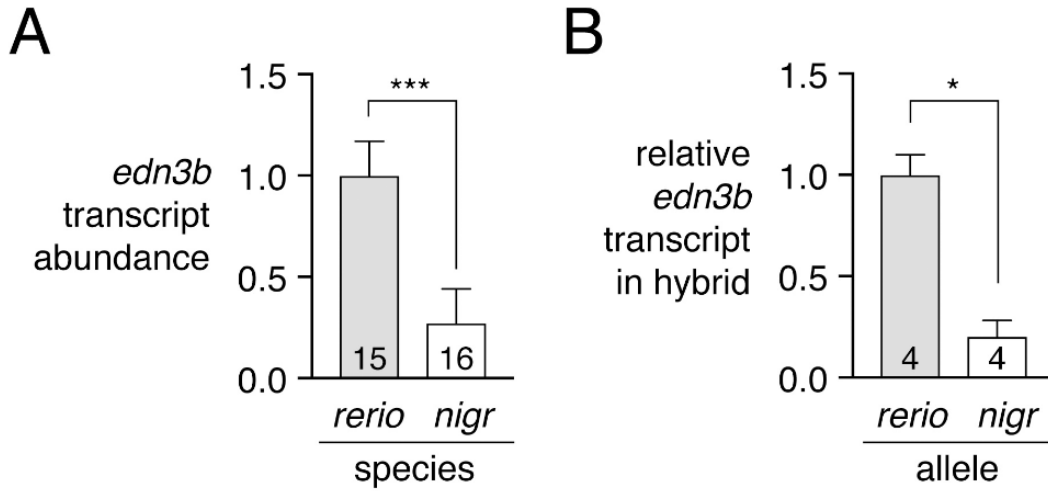 A
edn3b
transcript
abundance
1.5
1.0
0.5
0.0
***
15
16
rerio
nigr
species
B
relative
edn3b
transcript
in hybrid
1.5
1.0
0.5
0.0
*
4
4
rerio
nigr
allele